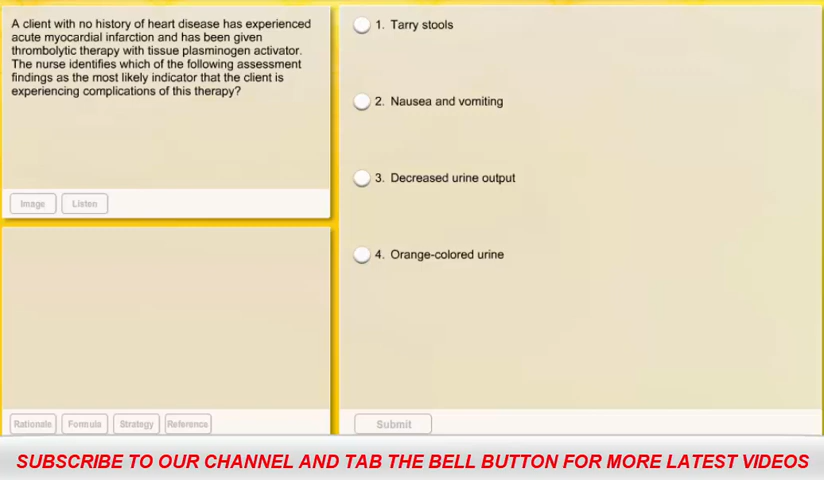 A client with no history of heart disease has experienced
acute myocardial infarction and has been given
thrombolytic therapy with tissue plasminogen activator.
The nurse identifies which of the following assessment
findings as the most likely indicator that the client is
experiencing complications of this therapy?
Image Listen
1. Tarry stools
2. Nausea and vomiting
3. Decreased urine output
4. Orange-colored urine
Rationale Formula Strategy Reference
Submit
SUBSCRIBE TO OUR CHANNEL AND TAB THE BELL BUTTON FOR MORE LATEST VIDEOS